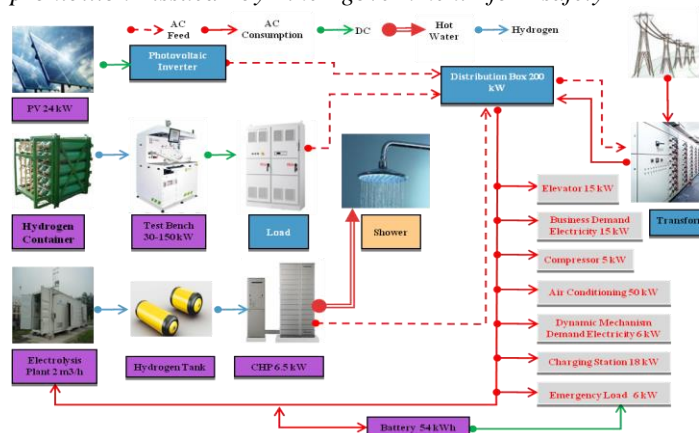 AC
Feed
AC
Consumption
DC
Hot
Water
Hydrogen
PV 24 kW
Photovoltaic
Inverter
Distribution Box 200
kW
Hydrogen
Container
Test Bench
30-150 kW
Load
Shower
Transform
Elevator 15 kW
Business Demand
Electricity 15 kW
Compressor 5 kW
Air Conditioning 50 kW
Dynamic Mechanism
Demand Electricity 6 kW
Charging Station 18 kW
Emergency Load 6 kW
Electrolysis
Plant 2 m3/h
Hydrogen Tank
CHP 6.5 kW
Battery 54 kWh